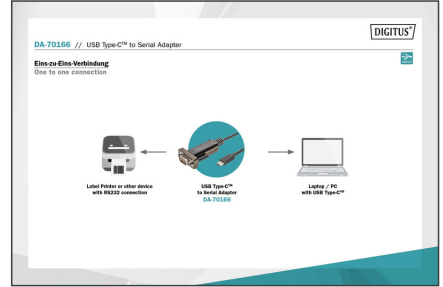 DIGITUS®
DA-70166 // USB Type-C™ to Serial Adapter
Eins-zu-Eins-Verbindung
One to one connection
Label Printer or other device
with RS232 connection
USB Type-C™
to Serial Adapter
DA-70166
Laptop / PC
with USB Type-C™